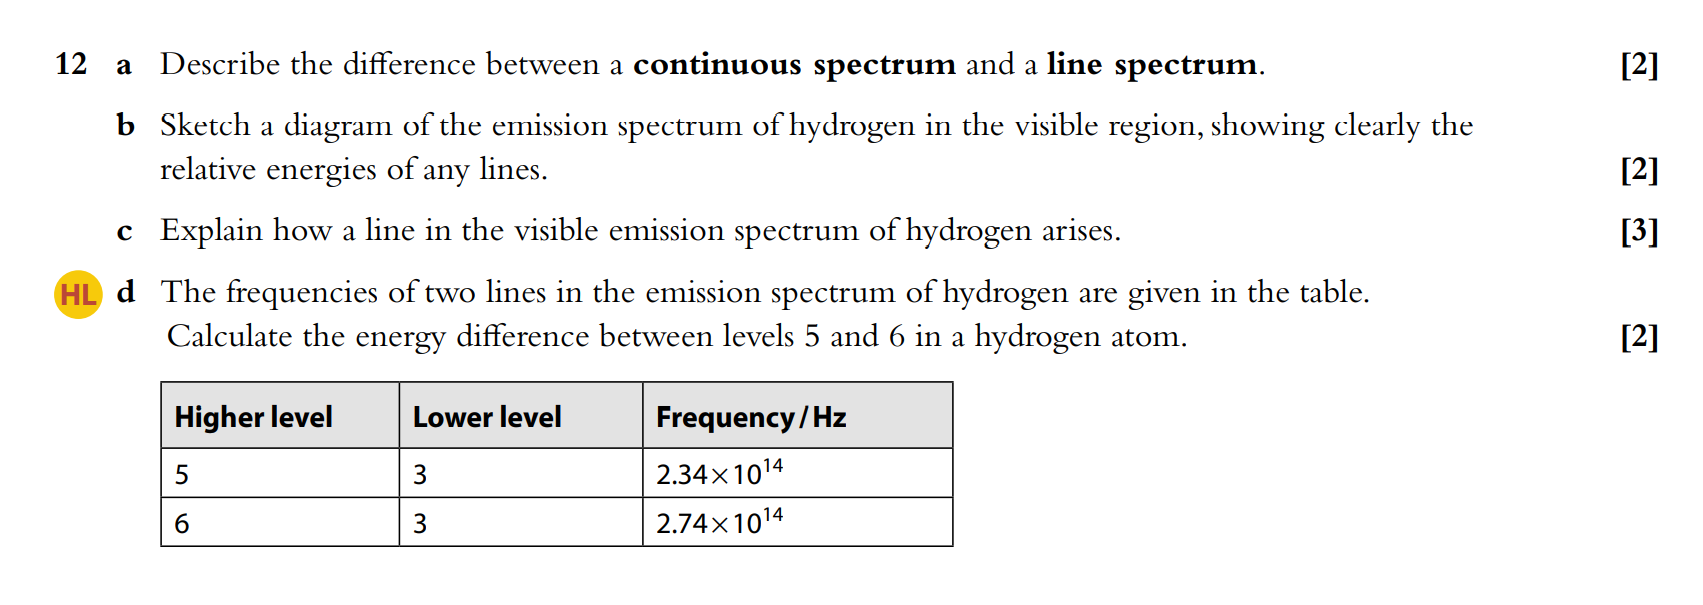 12 a Describe the difference between a continuous spectrum and a line spectrum. [2]
b Sketch a diagram of the emission spectrum of hydrogen in the visible region, showing clearly the
relative energies of any lines. [2]
c Explain how a line in the visible emission spectrum of hydrogen arises. [3]
HL d The frequencies of two lines in the emission spectrum of hydrogen are given in the table.
Calculate the energy difference between levels 5 and 6 in a hydrogen atom. [2]
Higher level Lower level Frequency/Hz
5 3 2.34×10¹⁴
6 3 2.74×10¹⁴